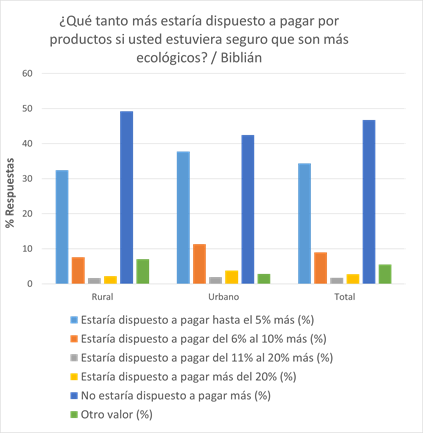 ¿Qué tanto más estaría dispuesto a pagar por
productos si usted estuviera seguro que son más
ecológicos? / Biblián
60
50
40
30
20
10
0
% Respuestas
Rural
Urbano
Total
Estaría dispuesto a pagar hasta el 5% más (%)
Estaría dispuesto a pagar del 6% al 10% más (%)
Estaría dispuesto a pagar del 11% al 20% más (%)
Estaría dispuesto a pagar más del 20% (%)
No estaría dispuesto a pagar más (%)
Otro valor (%)